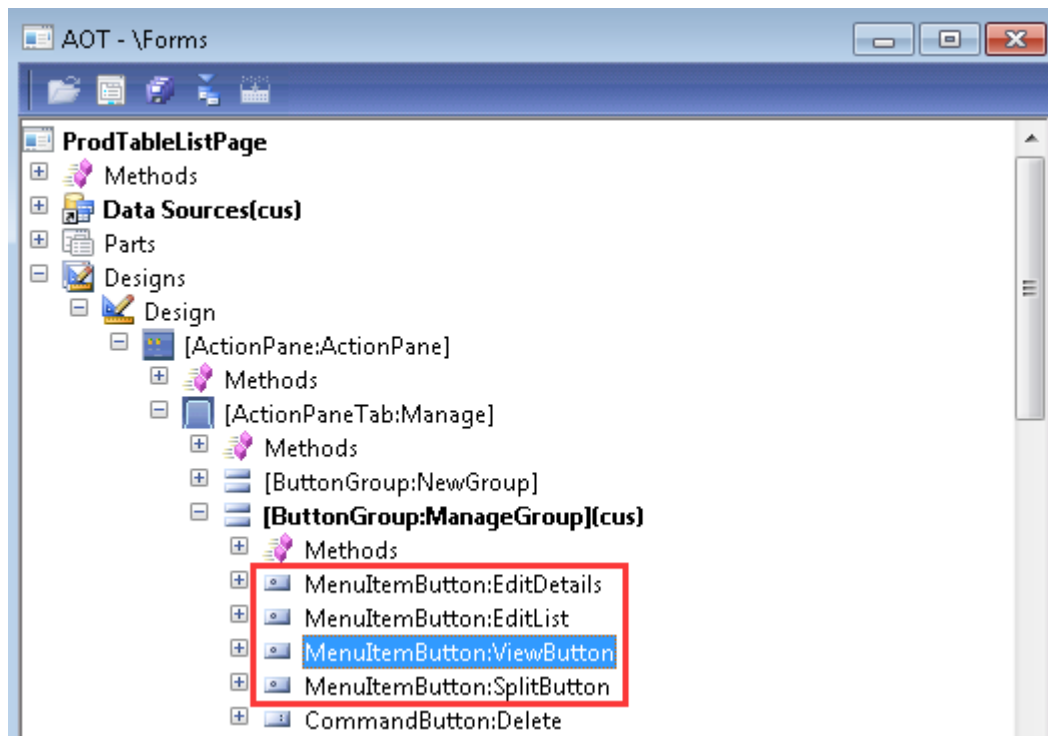 AOT - \Forms
ProdTableListPage
Methods
Data Sources(cus)
Parts
Designs
Design
[ActionPane:ActionPane]
Methods
[ActionPaneTab:Manage]
Methods
[ButtonGroup:NewGroup]
[ButtonGroup:ManageGroup](cus)
Methods
MenuItemButton:EditDetails
MenuItemButton:EditList
MenuItemButton:ViewButton
MenuItemButton:SplitButton
CommandButton:Delete